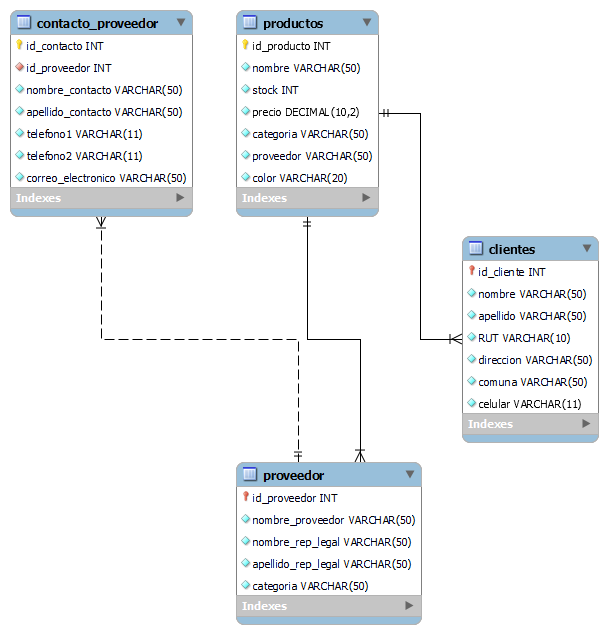 contacto_proveedor
id_contacto INT
id_proveedor INT
nombre_contacto VARCHAR(50)
apellido_contacto VARCHAR(50)
telefono1 VARCHAR(11)
telefono2 VARCHAR(11)
correo_electronico VARCHAR(50)
Indexes
productos
id_producto INT
nombre VARCHAR(50)
stock INT
precio DECIMAL(10,2)
categoria VARCHAR(50)
proveedor VARCHAR(50)
color VARCHAR(20)
Indexes
clientes
id_cliente INT
nombre VARCHAR(50)
apellido VARCHAR(50)
RUT VARCHAR(10)
direccion VARCHAR(50)
comuna VARCHAR(50)
celular VARCHAR(11)
Indexes
proveedor
id_proveedor INT
nombre_proveedor VARCHAR(50)
nombre_rep_legal VARCHAR(50)
apellido_rep_legal VARCHAR(50)
categoria VARCHAR(50)
Indexes